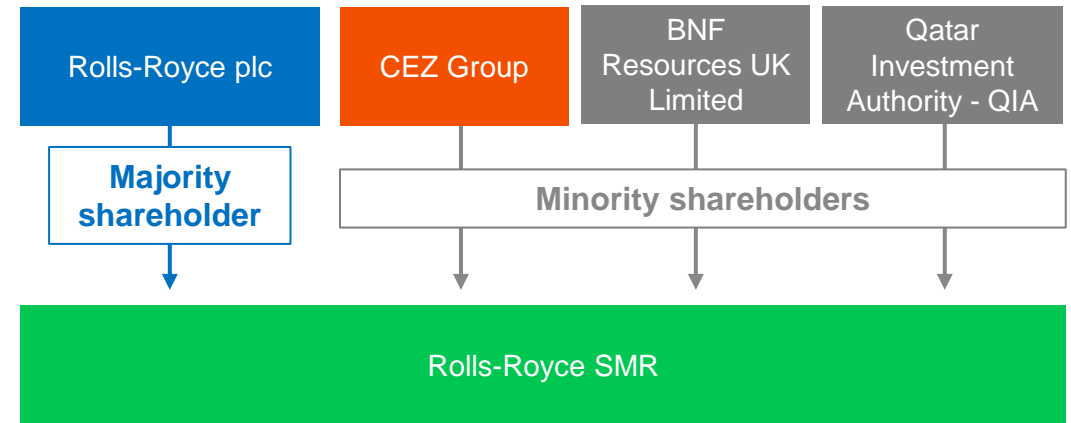 Rolls-Royce plc
CEZ Group
BNF
Resources UK
Limited
Qatar
Investment
Authority - QIA
Majority
shareholder
Minority shareholders
Rolls-Royce SMR